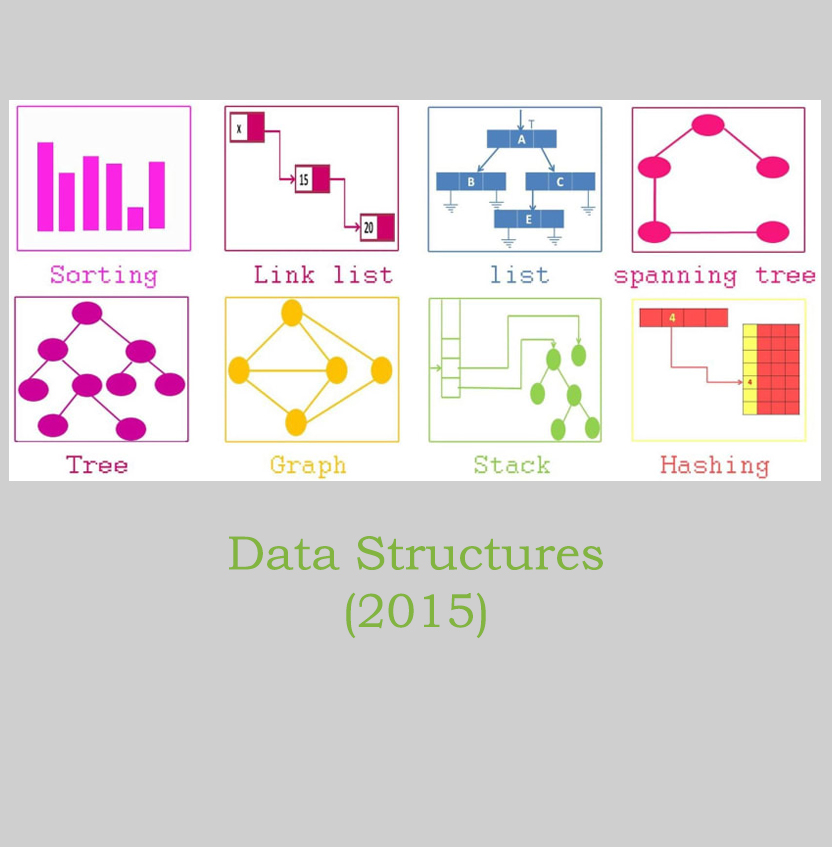 x
15
20
T
A
B
C
E
Sorting
Link list
list
spanning tree
4
4
Tree
Graph
Stack
Hashing
Data Structures
(2015)